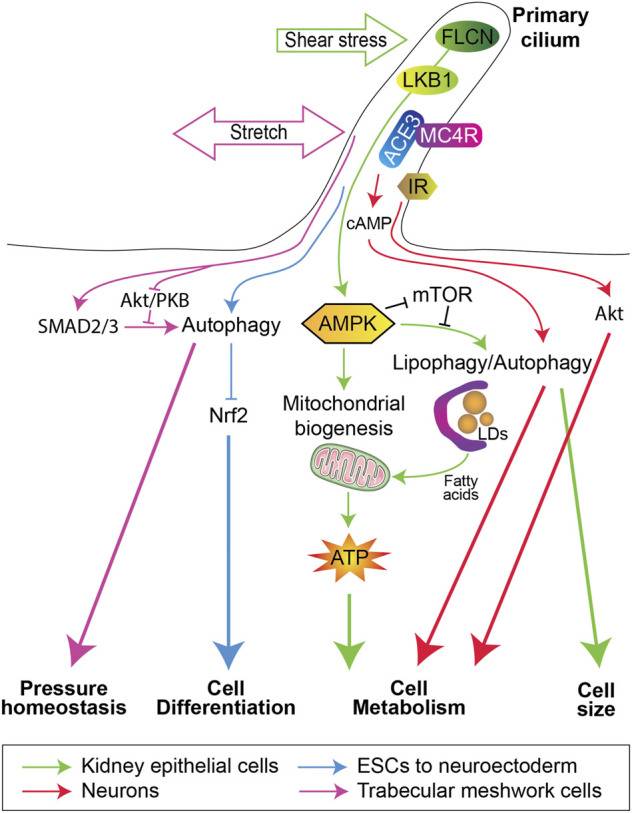 Primary
cilium
FLCN
Shear stress
LKB1
Stretch
ACE3
MC4R
IR
cAMP
Akt/PKB
mTOR
SMAD2/3
Autophagy
AMPK
Akt
Lipophagy/Autophagy
Nrf2
Mitochondrial
biogenesis
LDs
Fatty
acids
ATP
Pressure
homeostasis
Cell
Differentiation
Cell
Metabolism
Cell
size
Kidney epithelial cells
ESCs to neuroectoderm
Neurons
Trabecular meshwork cells